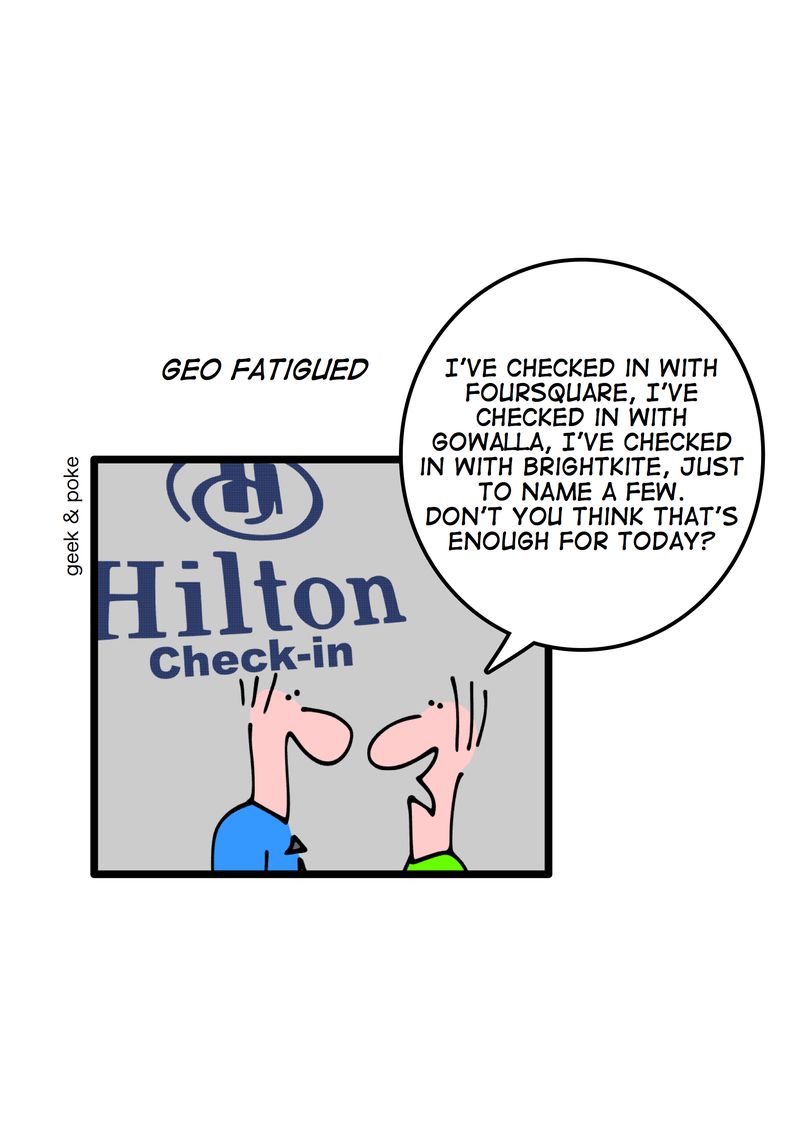 GEO FATIGUED
I'VE CHECKED IN WITH
FOURSQUARE, I'VE
CHECKED IN WITH
GOWALLA, I'VE CHECKED
IN WITH BRIGHTKITE, JUST
TO NAME A FEW.
DON'T YOU THINK THAT'S
ENOUGH FOR TODAY?
geek & poke
H
Hilton
Check-in